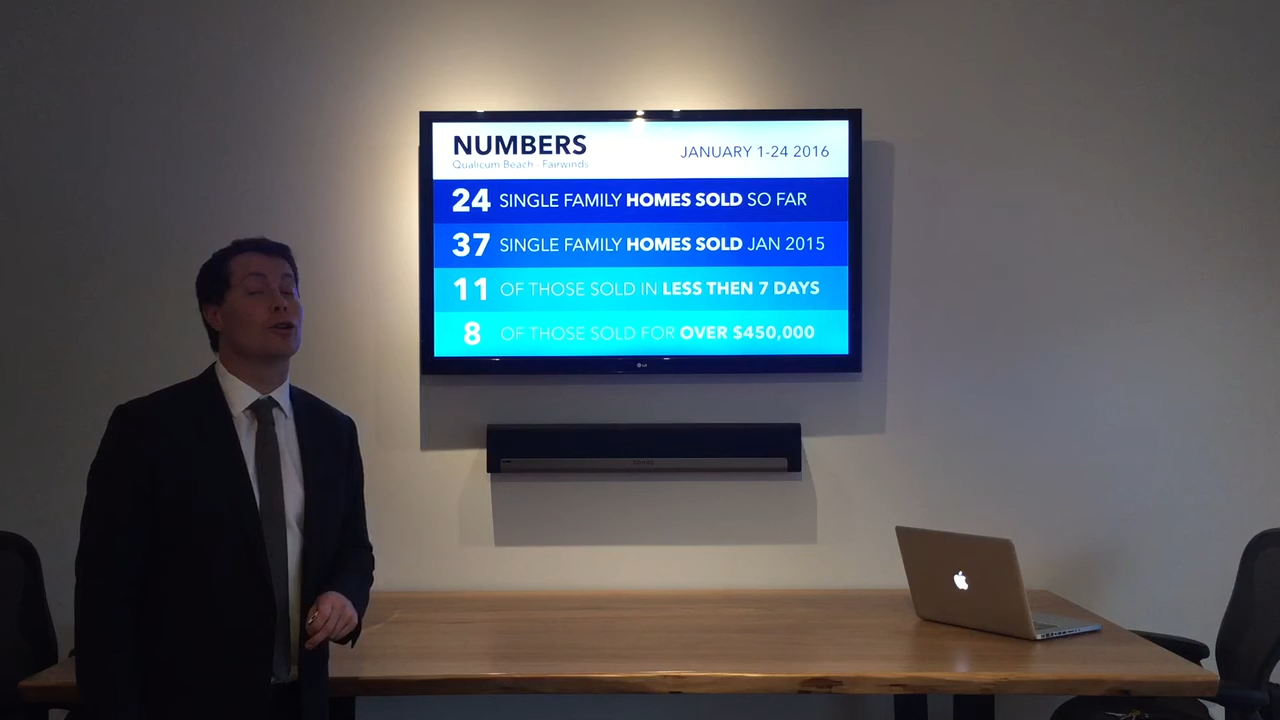 NUMBERS
Qualicum Beach - Fairwinds
JANUARY 1-24 2016
24 SINGLE FAMILY HOMES SOLD SO FAR
37 SINGLE FAMILY HOMES SOLD JAN 2015
11 OF THOSE SOLD IN LESS THEN 7 DAYS
8 OF THOSE SOLD FOR OVER $450,000
LG